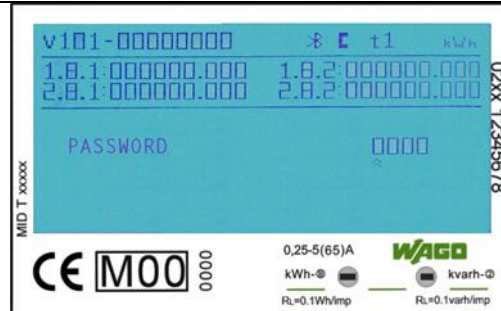 v101-00000000 t1 kWh
1.8.1:000000.000 1.8.2:000000.000
2.8.1:000000.000 2.8.2:000000.000
PASSWORD 0000
MID T xxxxx
02xx 12345678
CE M00 0000
0,25-5(65)A WAGO
kWh- kvarh-
RL=0.1Wh/imp RL=0.1varh/imp